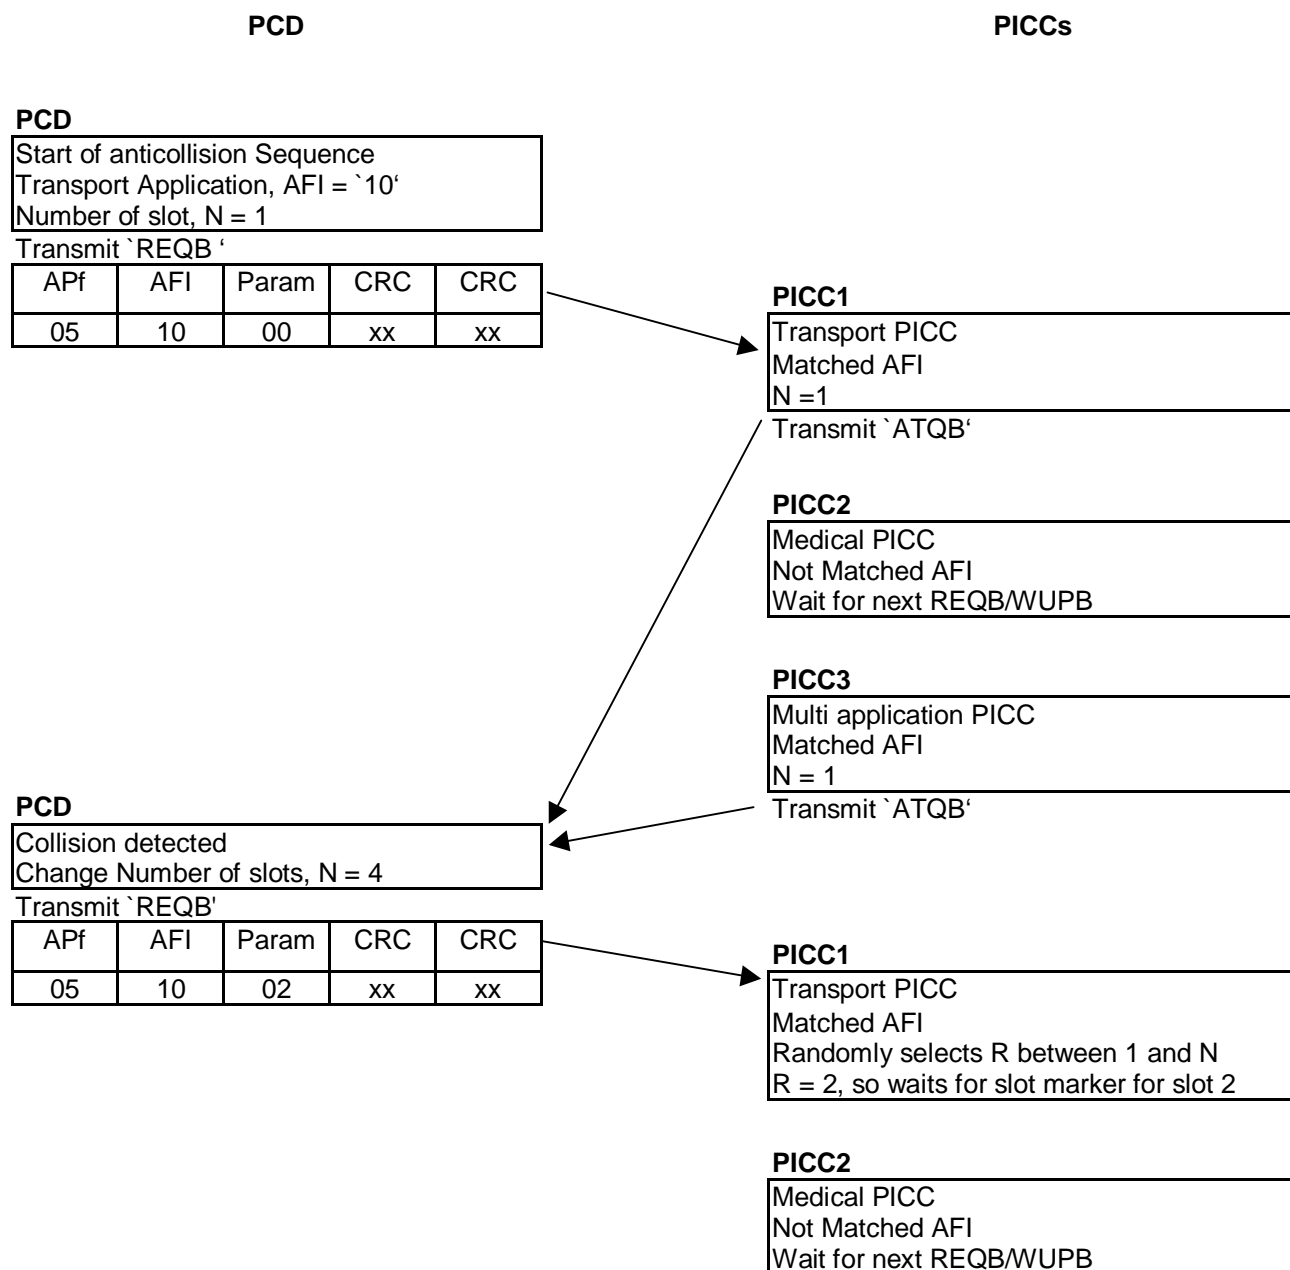 PCD PICCs
PCD
Start of anticollision Sequence
Transport Application, AFI = `10‘
Number of slot, N = 1
Transmit `REQB ‘
APf AFI Param CRC CRC
05 10 00 xx xx
PICC1
Transport PICC
Matched AFI
N =1
Transmit `ATQB‘
PICC2
Medical PICC
Not Matched AFI
Wait for next REQB/WUPB
PICC3
Multi application PICC
Matched AFI
N = 1
Transmit `ATQB‘
PCD
Collision detected
Change Number of slots, N = 4
Transmit `REQB'
APf AFI Param CRC CRC
05 10 02 xx xx
PICC1
Transport PICC
Matched AFI
Randomly selects R between 1 and N
R = 2, so waits for slot marker for slot 2
PICC2
Medical PICC
Not Matched AFI
Wait for next REQB/WUPB